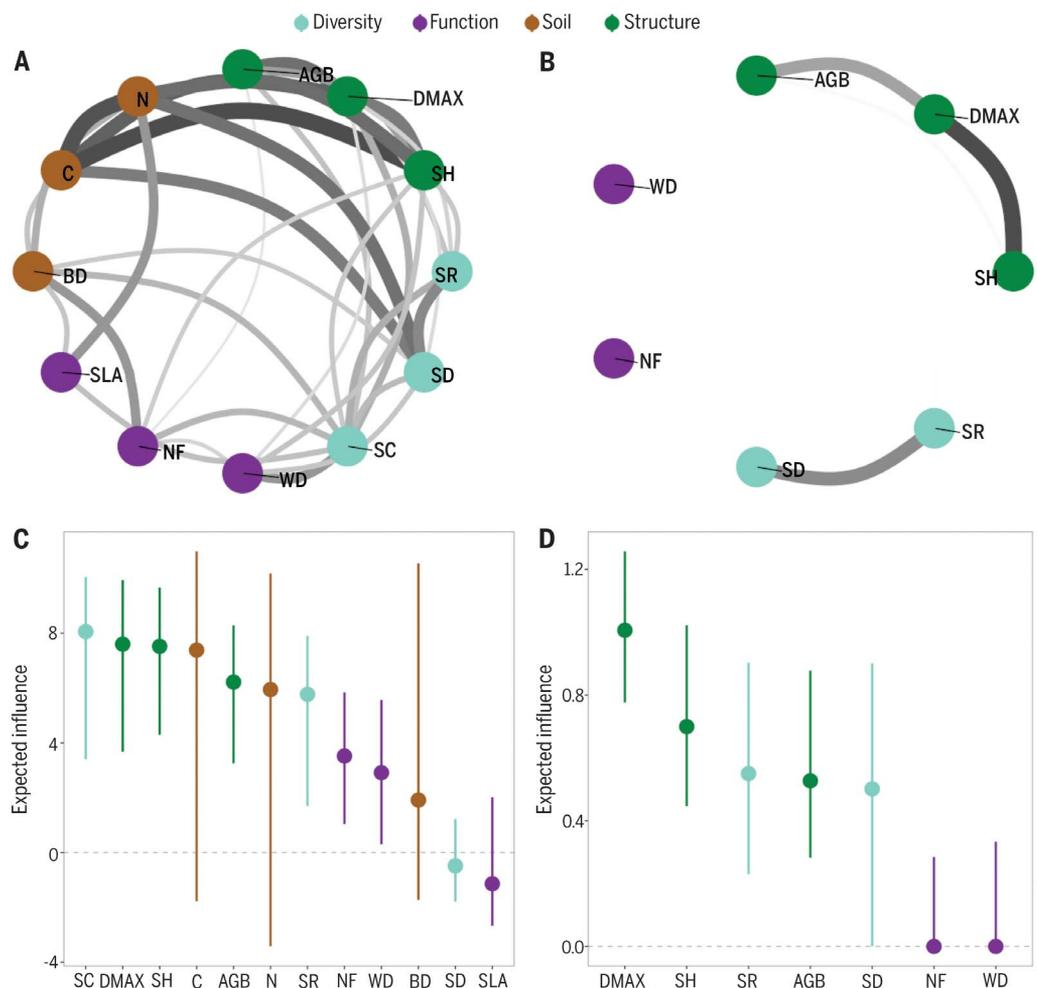 Diversity Function Soil Structure
A
AGB
DMAX
N
C
SH
BD
SR
SLA
SD
NF
SC
WD
B
AGB
DMAX
WD
SH
NF
SR
SD
C
Expected influence
8
4
0
-4
SC DMAX SH C AGB N SR NF WD BD SD SLA
D
Expected influence
1.2
0.8
0.4
0.0
DMAX SH SR AGB SD NF WD